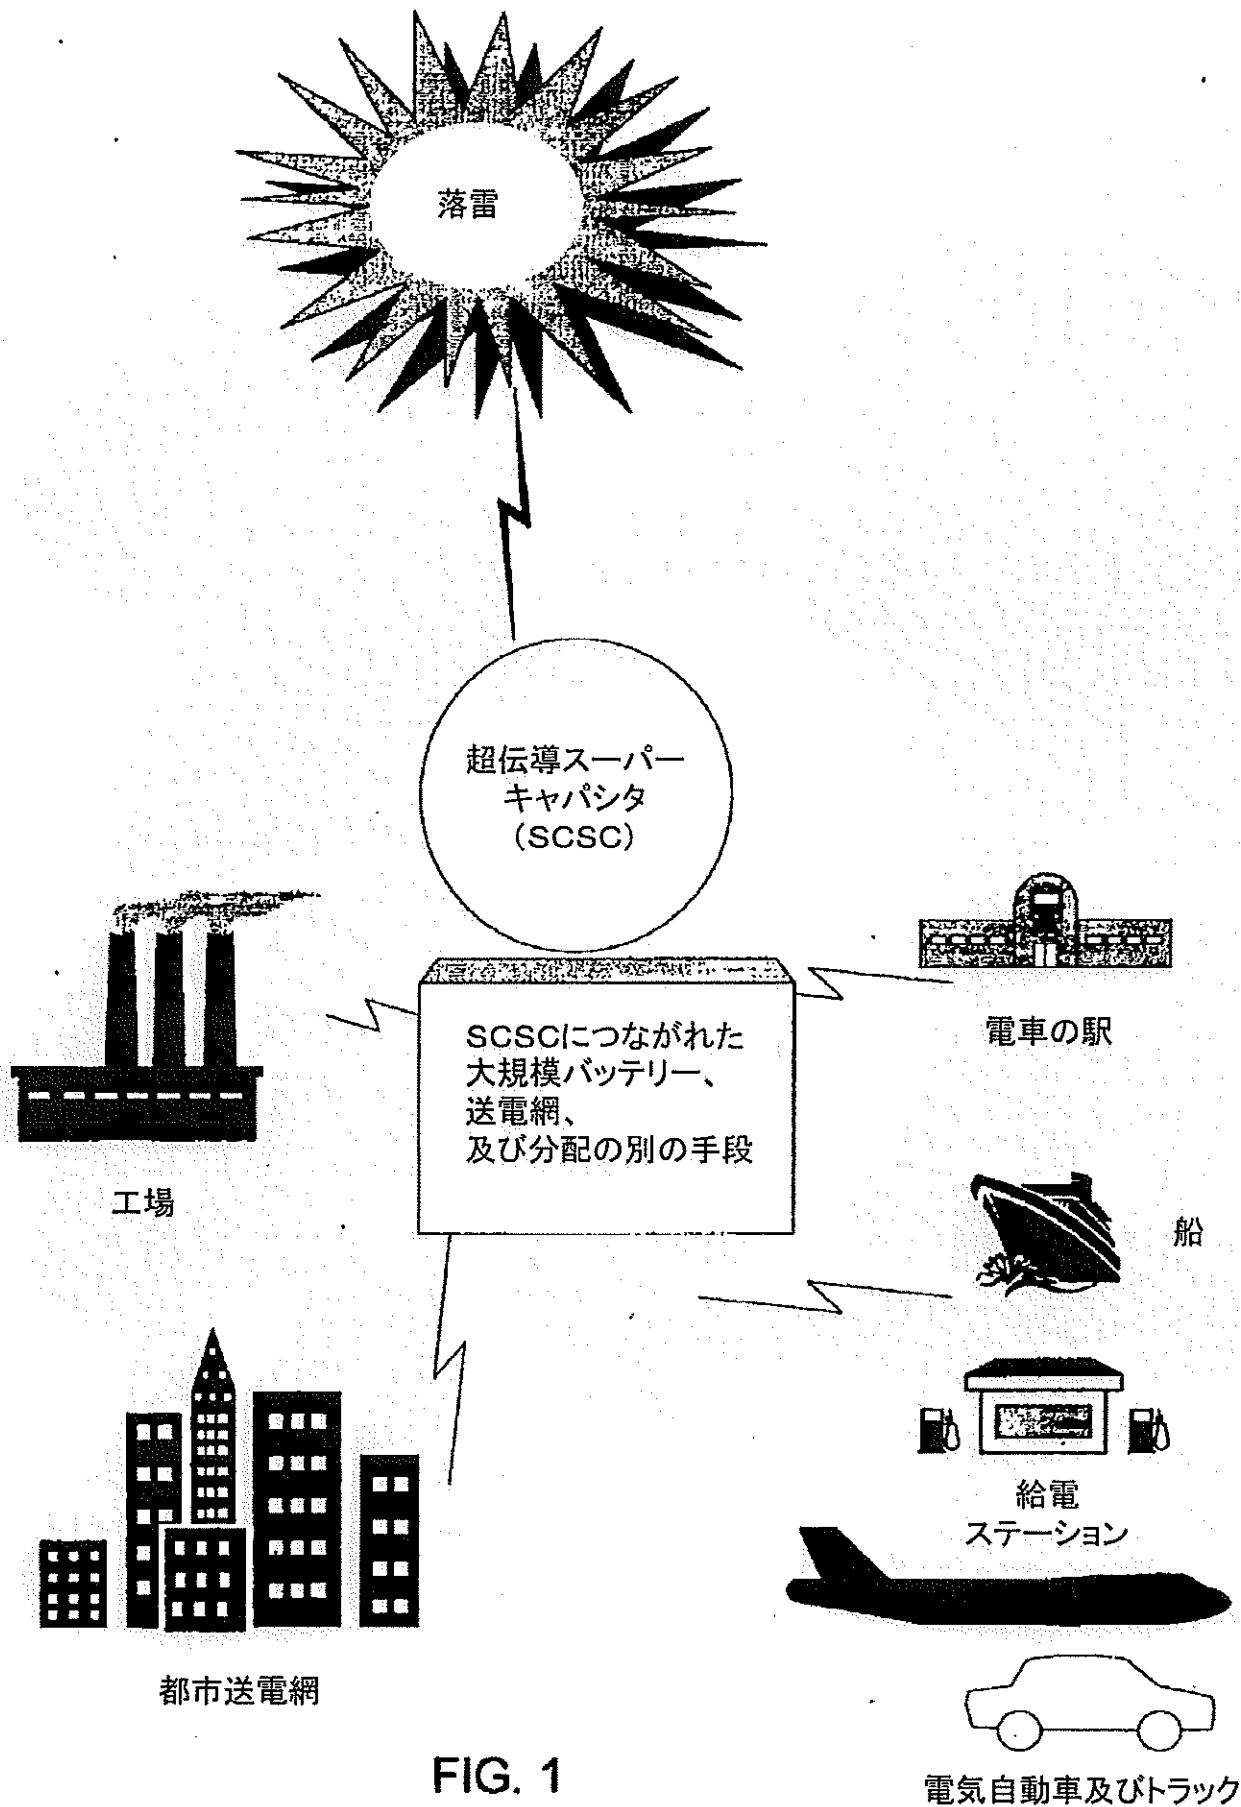 落雷
超伝導スーパー
キャパシタ
(SCSC)
SCSCにつながれた
大規模バッテリー、
送電網、
及び分配の別の手段
電車の駅
工場
船
給電
ステーション
都市送電網
電気自動車及びトラック
FIG. 1